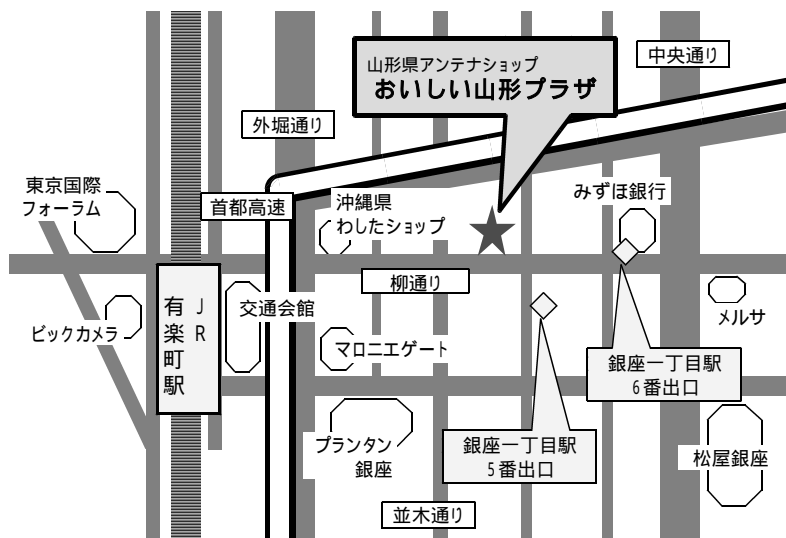 中央通り
山形県アンテナショップ
おいしい山形プラザ
外堀通り
東京国際
フォーラム
首都高速
沖縄県
わしたショップ
みずほ銀行
柳通り
JR
有楽町駅
交通会館
ビックカメラ
マロニエゲート
メルサ
銀座一丁目駅
6番出口
プランタン
銀座
銀座一丁目駅
5番出口
松屋銀座
並木通り